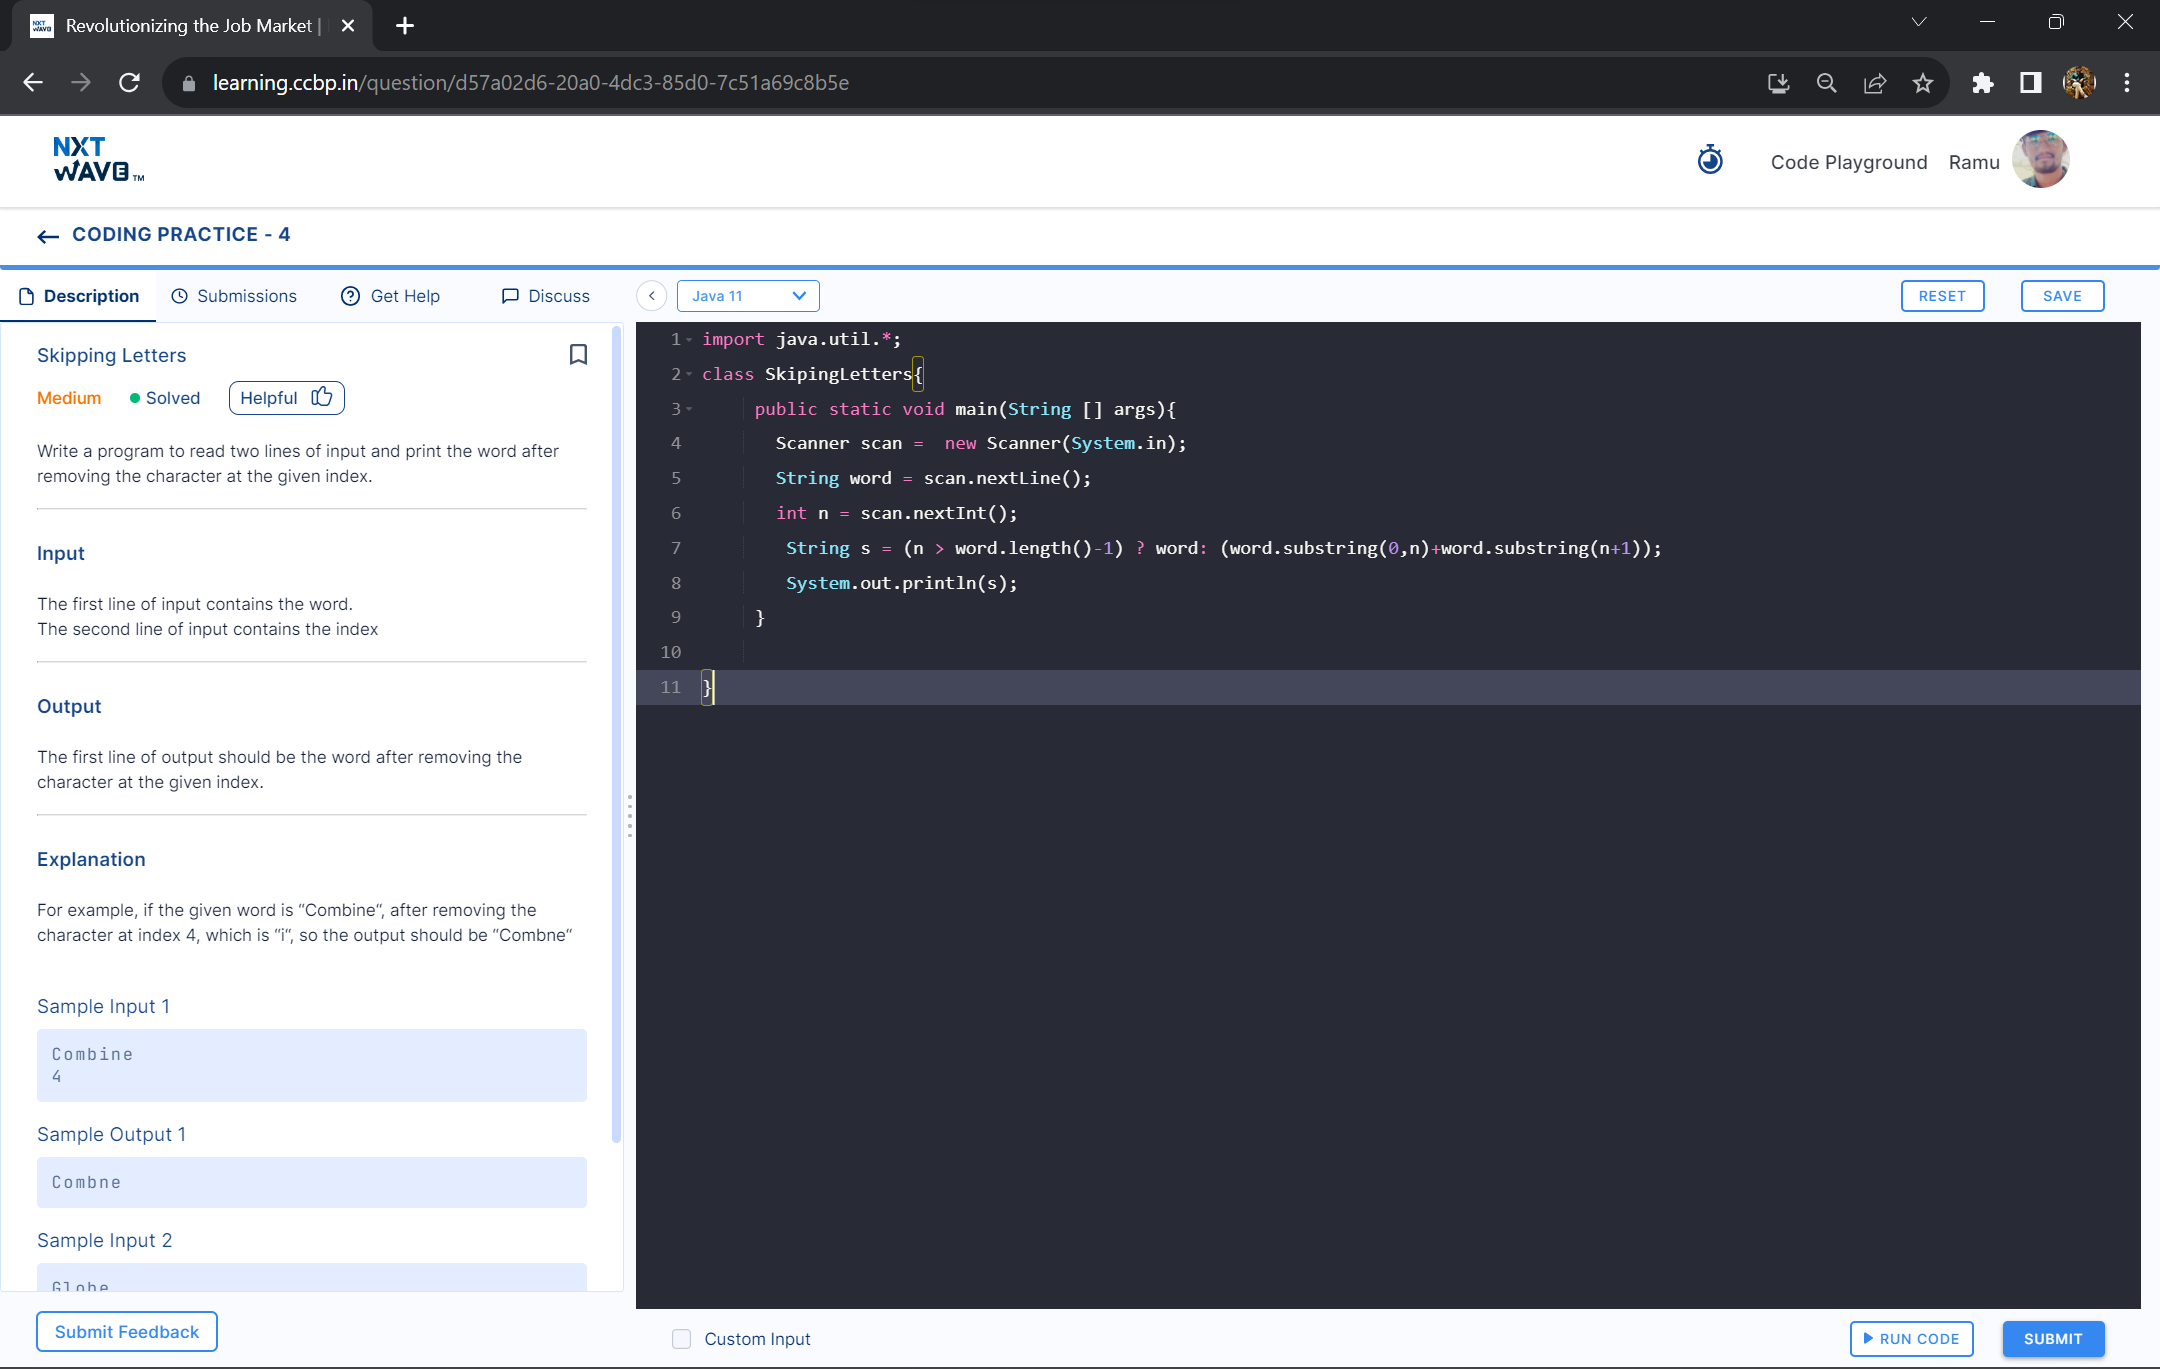 NXT WAVE
Revolutionizing the Job Market |
learning.ccbp.in/question/d57a02d6-20a0-4dc3-85d0-7c51a69c8b5e
NXT
WAVE TM
Code Playground
Ramu
CODING PRACTICE - 4
Description
Submissions
Get Help
Discuss
Java 11
RESET
SAVE
Skipping Letters
Medium
Solved
Helpful
Write a program to read two lines of input and print the word after
removing the character at the given index.
Input
The first line of input contains the word.
The second line of input contains the index
Output
The first line of output should be the word after removing the
character at the given index.
Explanation
For example, if the given word is “Combine“, after removing the
character at index 4, which is “i“, so the output should be “Combne“
Sample Input 1
Combine
4
Sample Output 1
Combne
Sample Input 2
Globe
Submit Feedback
1 import java.util.*;
2 class SkipingLetters{
3 public static void main(String [] args){
4 Scanner scan =  new Scanner(System.in);
5 String word = scan.nextLine();
6 int n = scan.nextInt();
7 String s = (n > word.length()-1) ? word: (word.substring(0,n)+word.substring(n+1));
8 System.out.println(s);
9 }
10
11 }
Custom Input
RUN CODE
SUBMIT